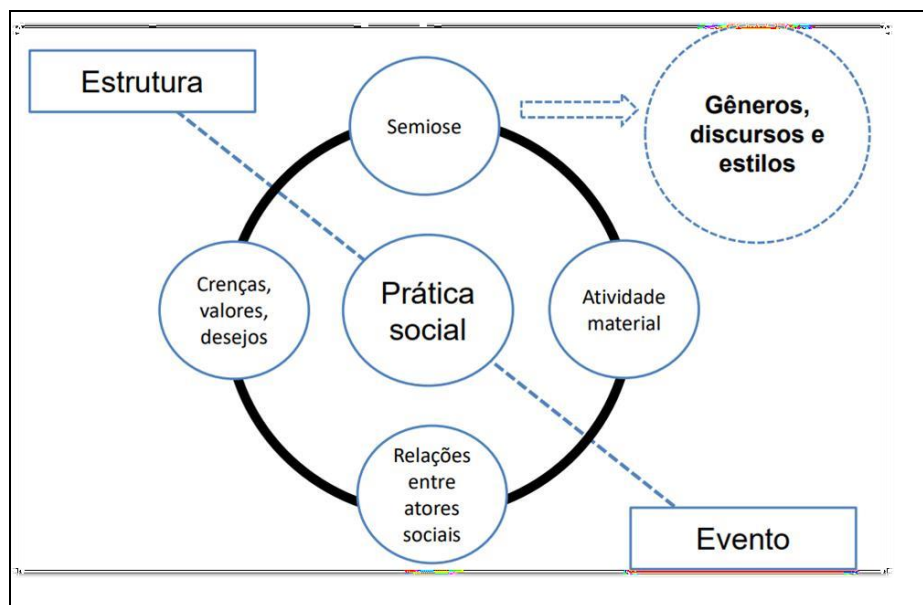 Estrutura
Semiose
Gêneros,
discursos e
estilos
Crenças,
valores,
desejos
Prática
social
Atividade
material
Relações
entre
atores
sociais
Evento